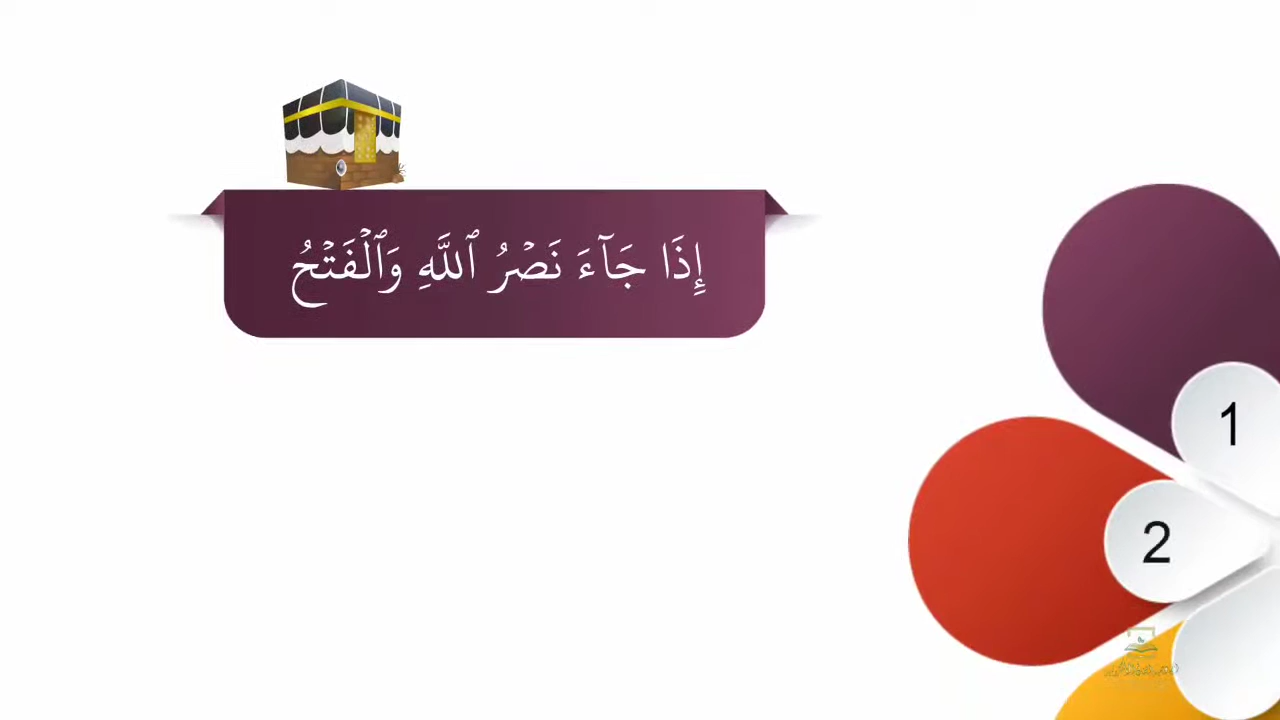 إِذَا جَآءَ نَصْرُ ٱللَّهِ وَٱلْفَتْحُ
1
2